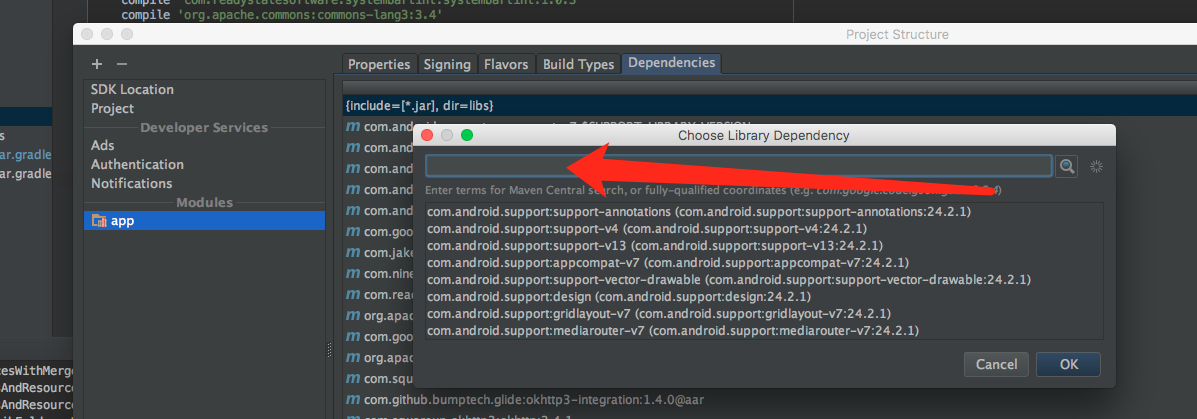 compile 'com.readystatesoftware.systembartint:systembartint:1.0.3'
compile 'org.apache.commons:commons-lang3:3.4'
Project Structure
+ −
SDK Location
Project
Developer Services
Ads
Authentication
Notifications
Modules
app
Properties Signing Flavors Build Types Dependencies
{include=[*.jar], dir=libs}
m com.and
m com.and
m com.and
m com.and
m com.and
m com.goo
m com.jake
m com.nine
m com.rea
m org.apac
m com.goo
m org.apa
m com.squ
m com.github.bumptech.glide:okhttp3-integration:1.4.0@aar
Choose Library Dependency
Enter terms for Maven Central search, or fully-qualified coordinates (e.g.
com.android.support:support-annotations (com.android.support:support-annotations:24.2.1)
com.android.support:support-v4 (com.android.support:support-v4:24.2.1)
com.android.support:support-v13 (com.android.support:support-v13:24.2.1)
com.android.support:appcompat-v7 (com.android.support:appcompat-v7:24.2.1)
com.android.support:support-vector-drawable (com.android.support:support-vector-drawable:24.2.1)
com.android.support:design (com.android.support:design:24.2.1)
com.android.support:gridlayout-v7 (com.android.support:gridlayout-v7:24.2.1)
com.android.support:mediarouter-v7 (com.android.support:mediarouter-v7:24.2.1)
Cancel OK
s
ar.gradle
ar.gradle
cesWithMerge
sAndResource
sAndResource